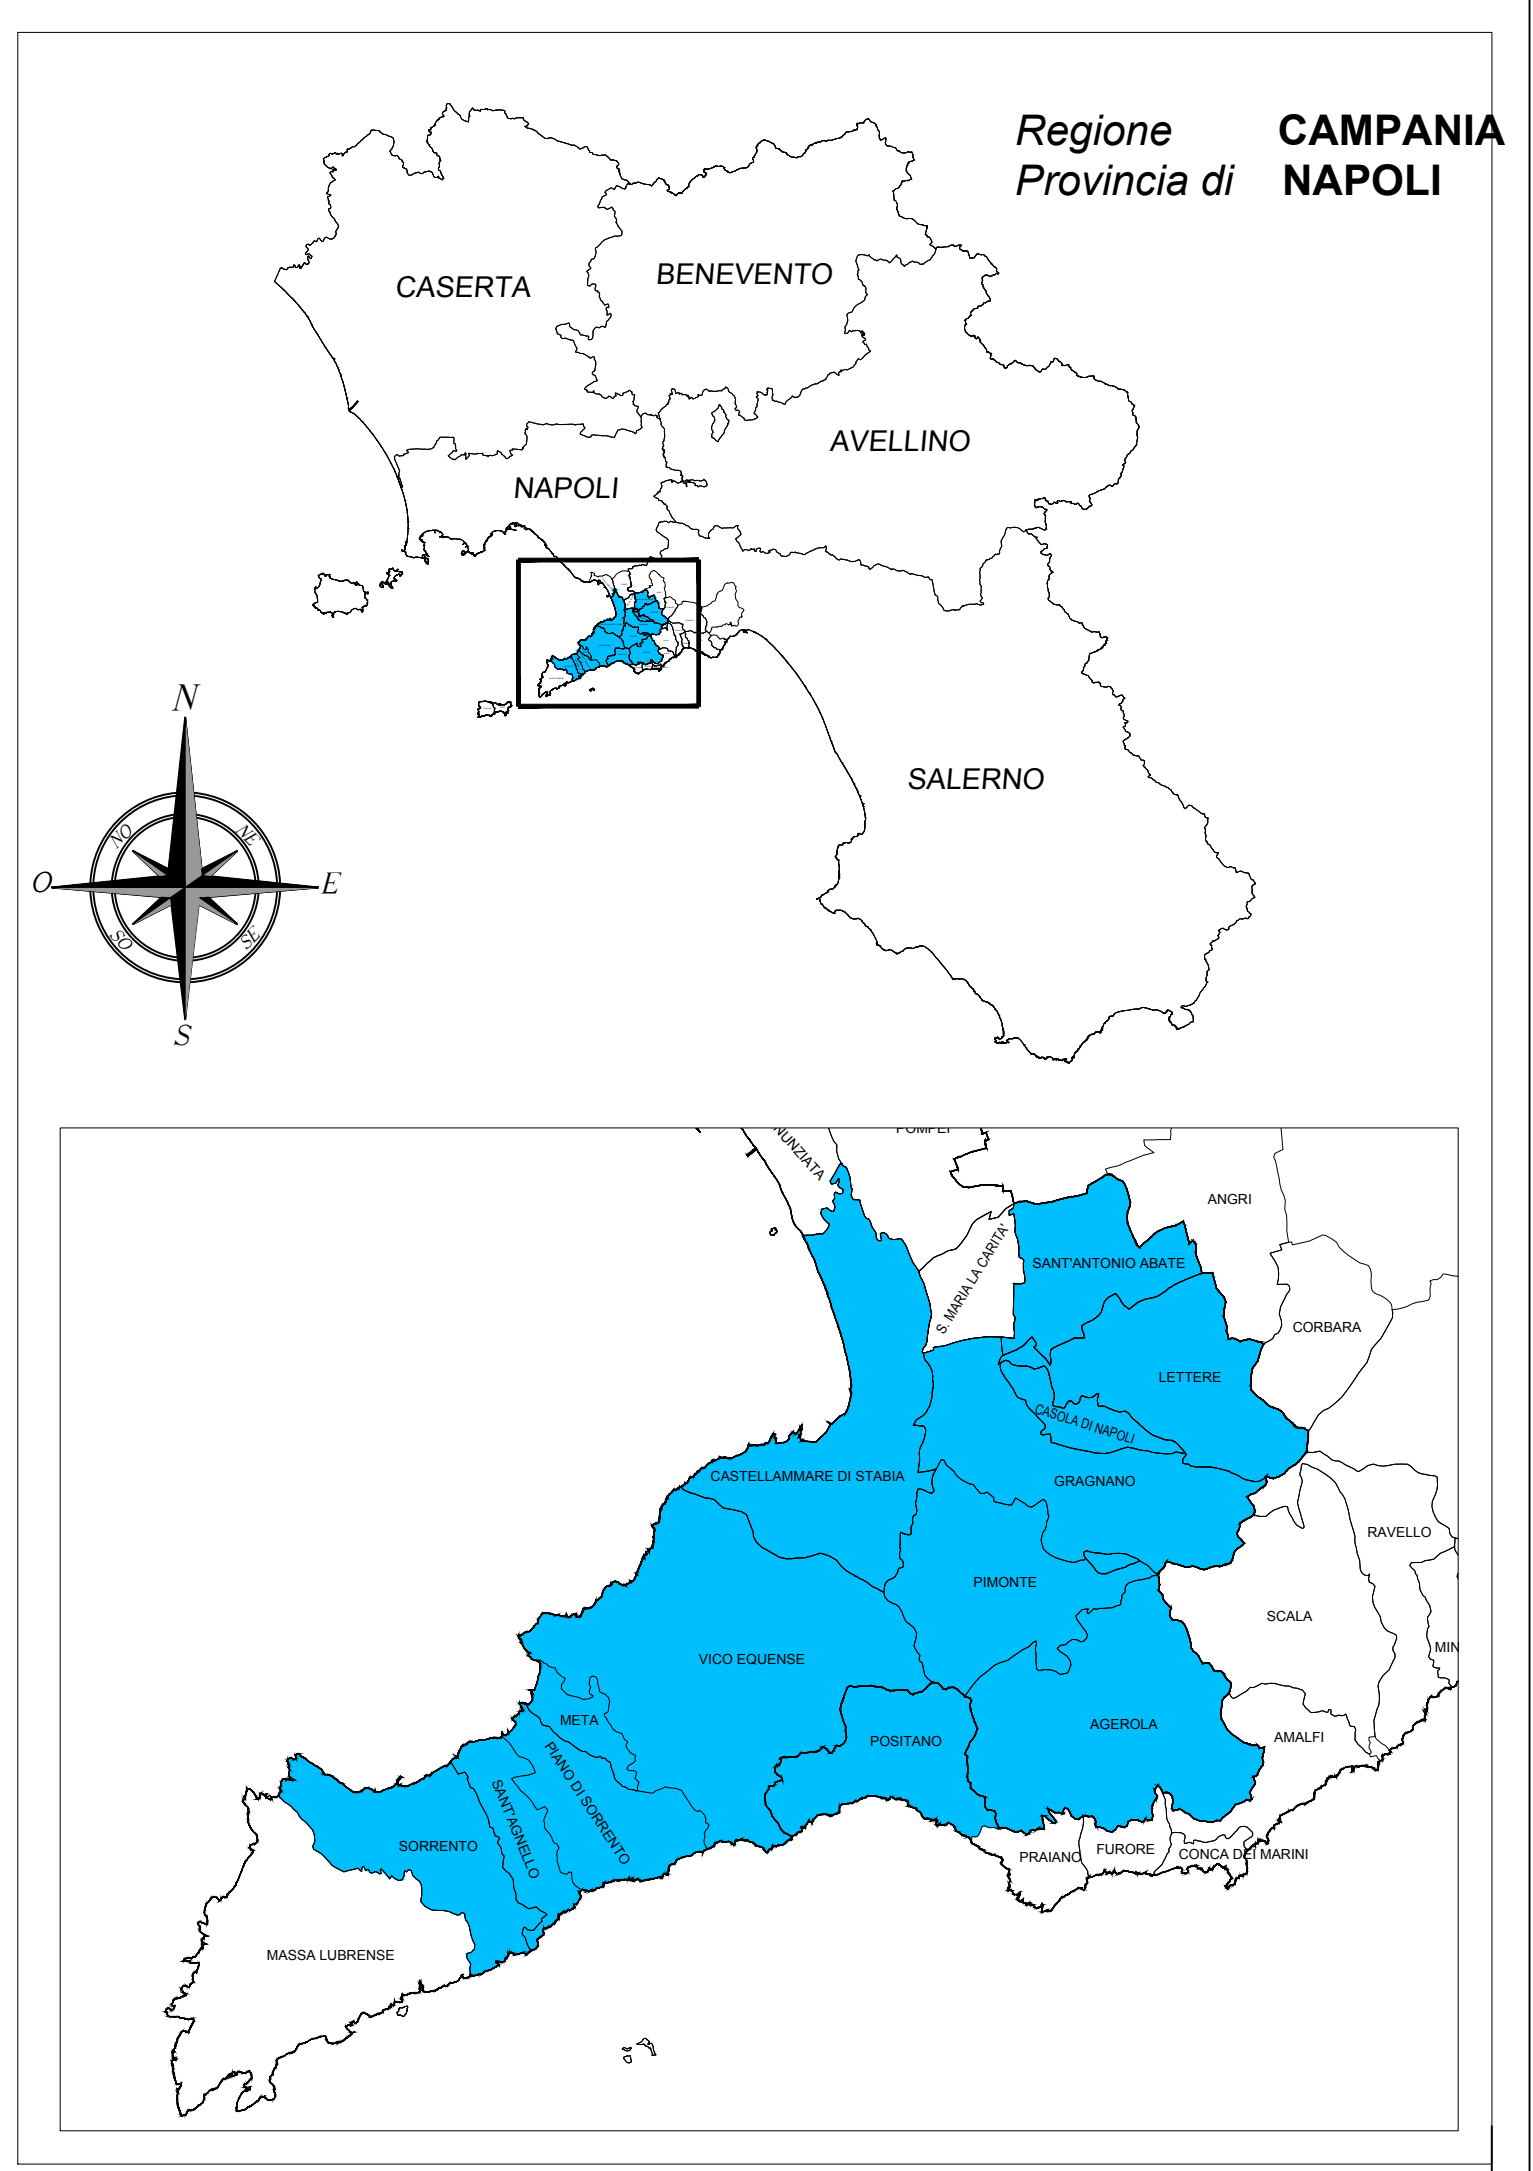 Regione CAMPANIA
Provincia di NAPOLI
CASERTA
BENEVENTO
AVELLINO
NAPOLI
SALERNO
N
NO
NE
O
E
SO
SE
S
NUNZIATA
POMPEI
ANGRI
S. MARIA LA CARITA'
SANT'ANTONIO ABATE
CORBARA
LETTERE
CASOLA DI NAPOLI
CASTELLAMMARE DI STABIA
GRAGNANO
RAVELLO
PIMONTE
SCALA
MIN
VICO EQUENSE
META
POSITANO
AGEROLA
AMALFI
PIANO DI SORRENTO
SANT'AGNELLO
SORRENTO
PRAIANO
FURORE
CONCA DEI MARINI
MASSA LUBRENSE